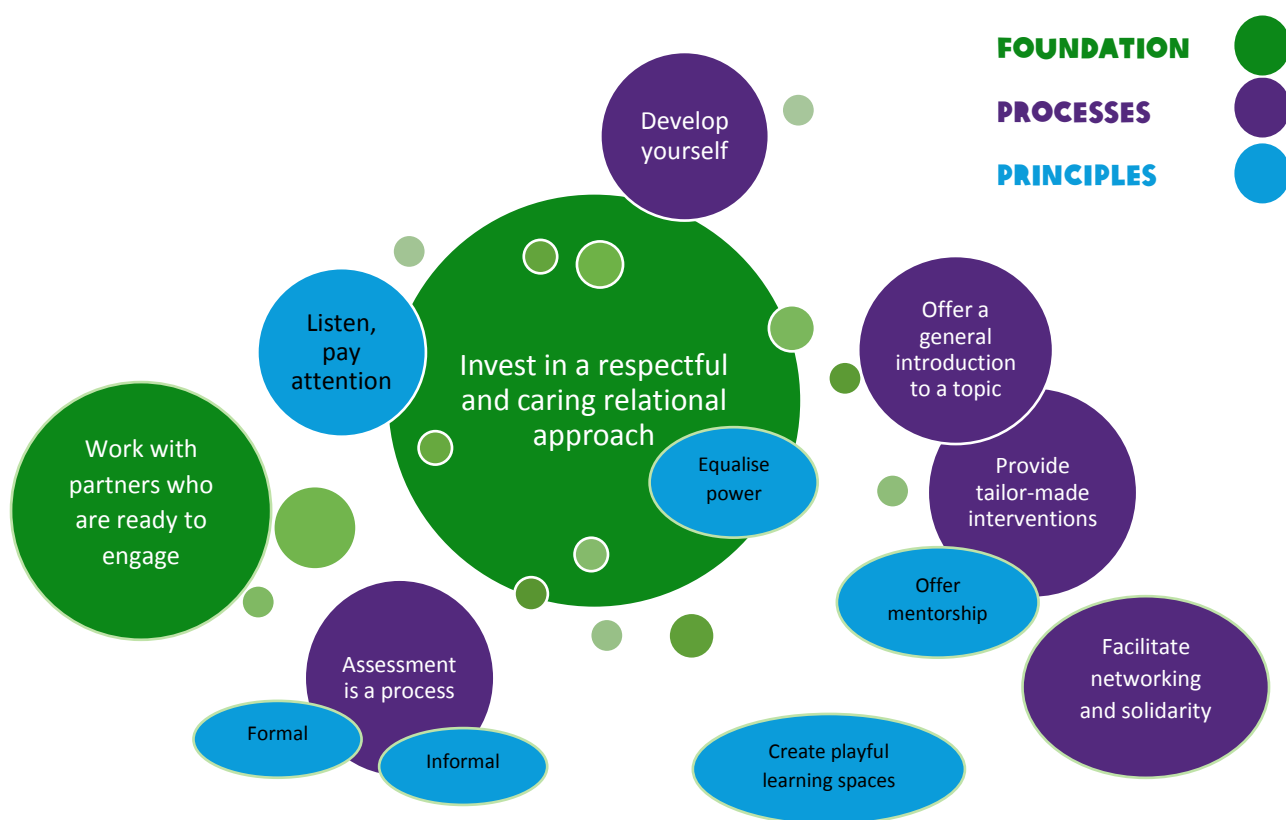 FOUNDATION
PROCESSES
PRINCIPLES
Develop
yourself
Listen,
pay
attention
Invest in a respectful
and caring relational
approach
Offer a
general
introduction
to a topic
Equalise
power
Work with
partners who
are ready to
engage
Provide
tailor-made
interventions
Offer
mentorship
Assessment
is a process
Formal
Informal
Facilitate
networking
and solidarity
Create playful
learning spaces